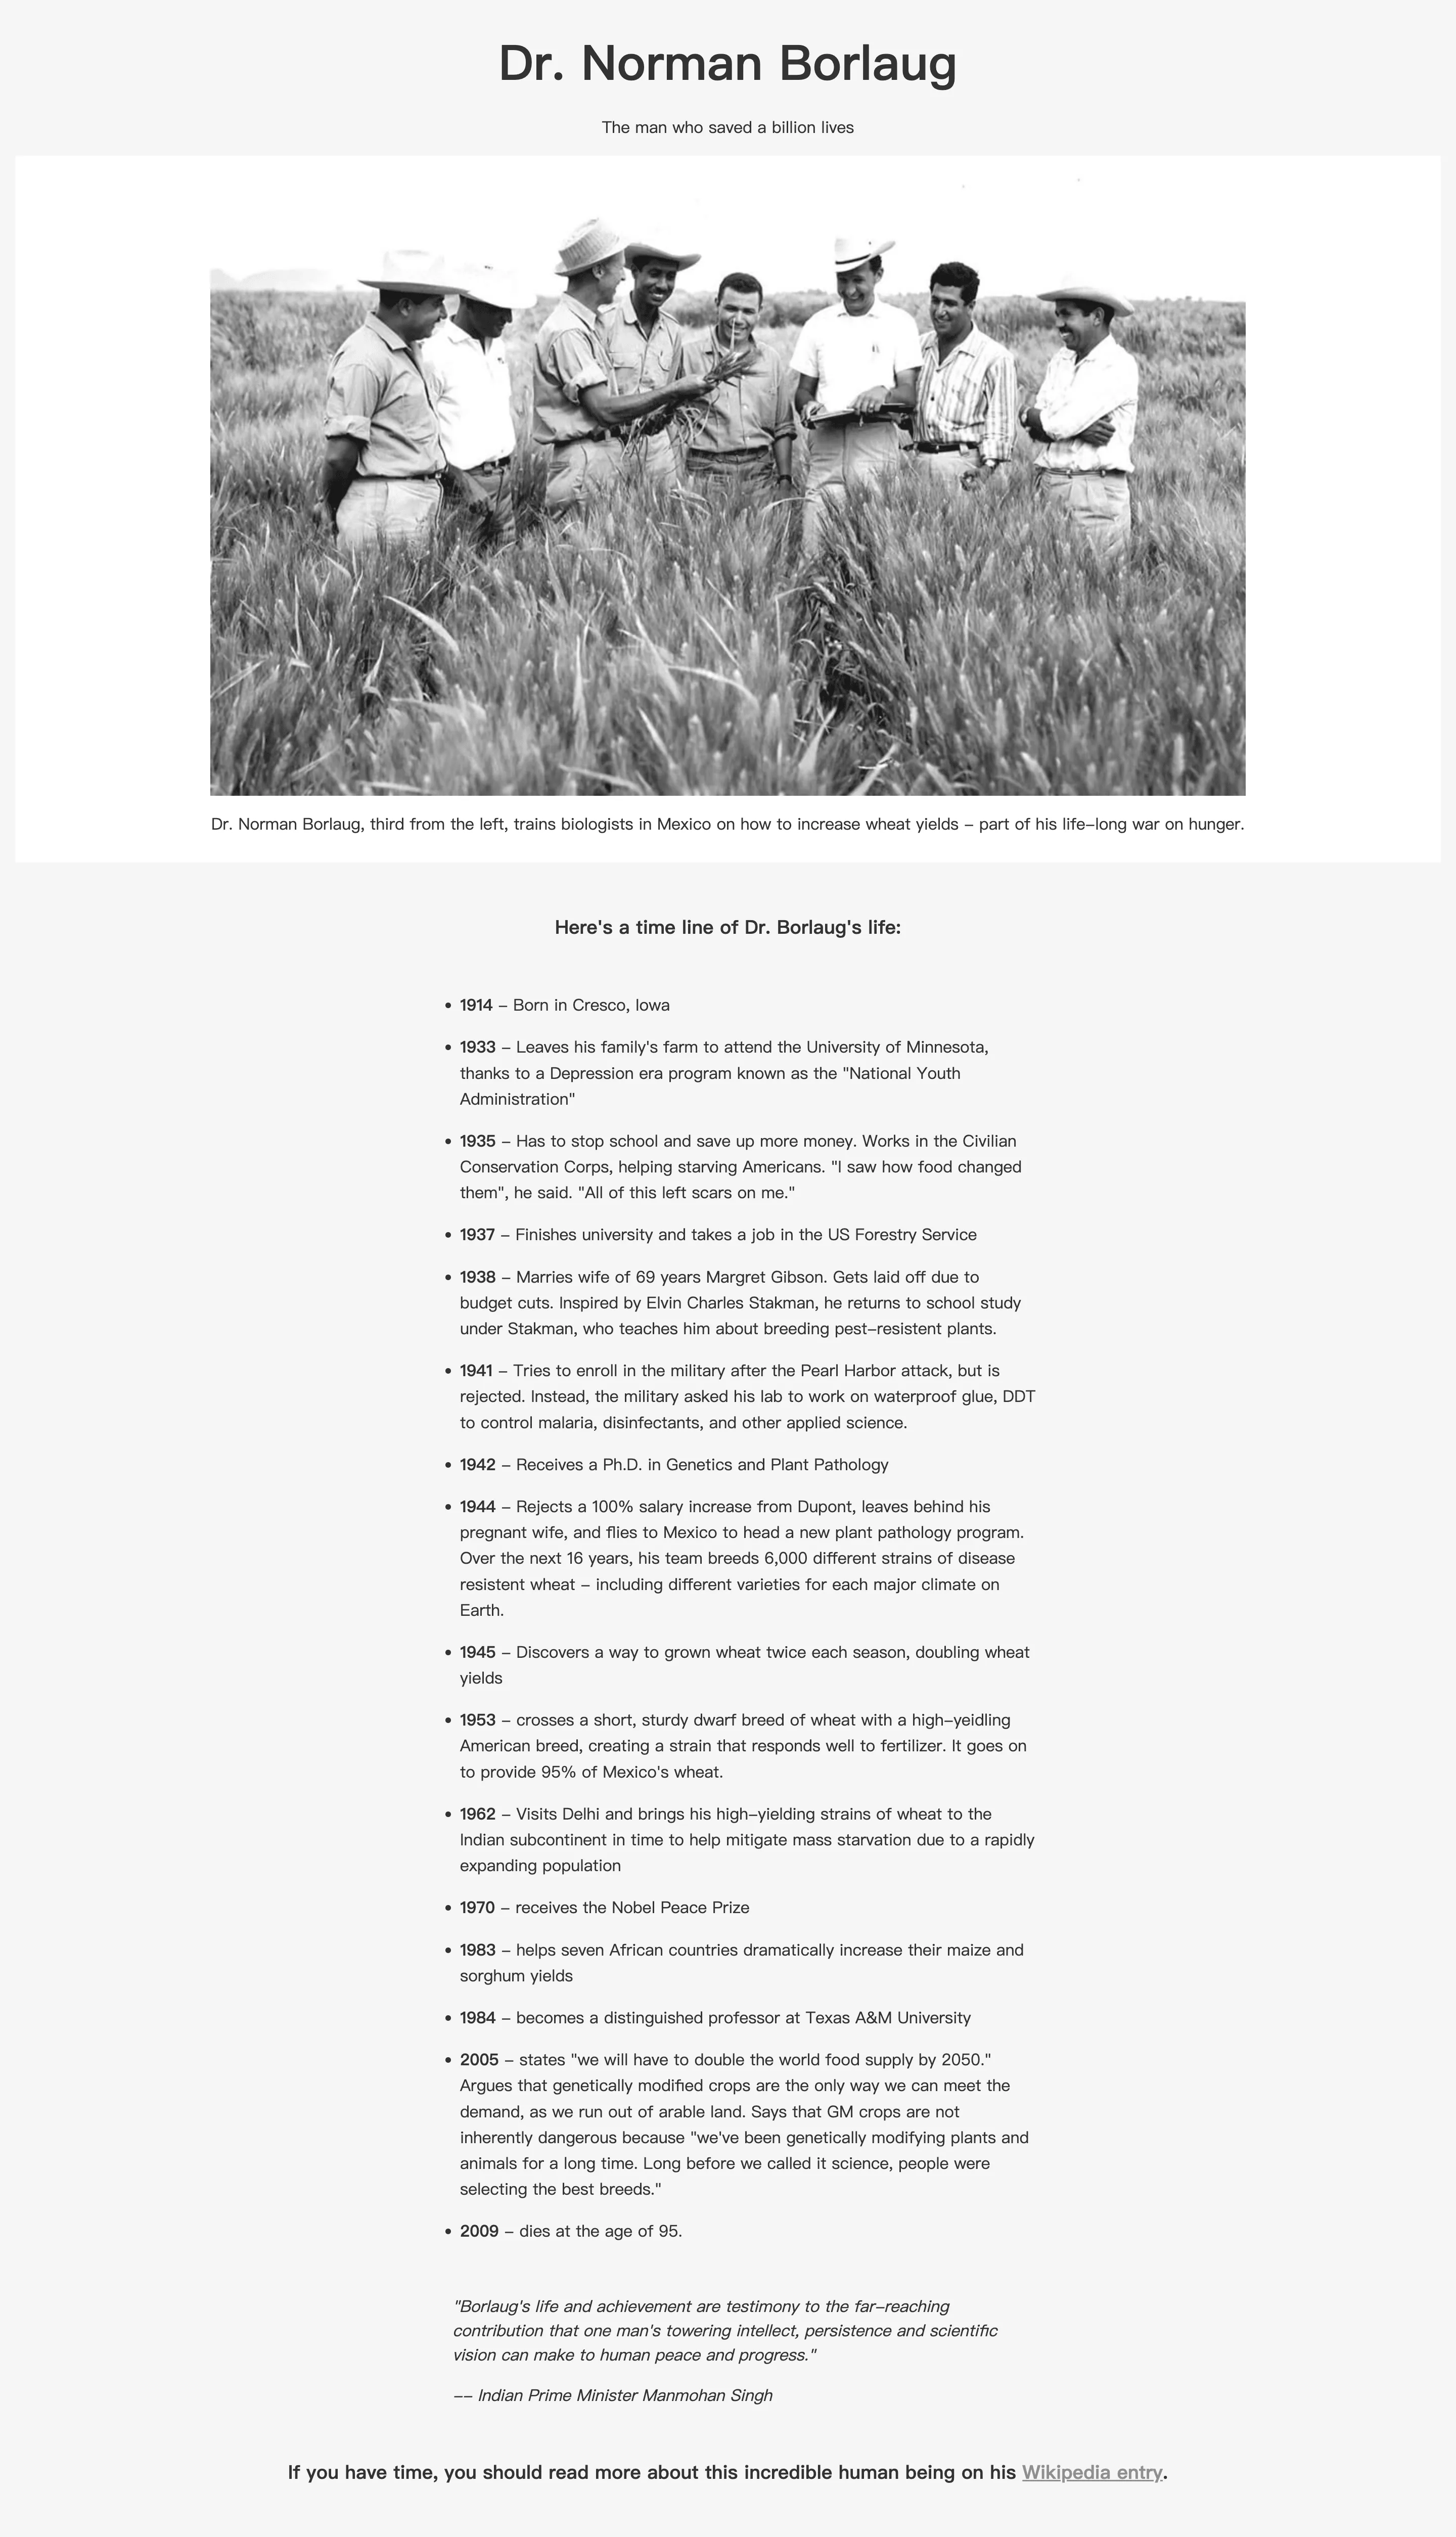 Dr. Norman Borlaug
The man who saved a billion lives
Dr. Norman Borlaug, third from the left, trains biologists in Mexico on how to increase wheat yields - part of his life-long war on hunger.
Here's a time line of Dr. Borlaug's life:
• 1914 - Born in Cresco, Iowa
• 1933 - Leaves his family's farm to attend the University of Minnesota,
thanks to a Depression era program known as the "National Youth
Administration"
• 1935 - Has to stop school and save up more money. Works in the Civilian
Conservation Corps, helping starving Americans. "I saw how food changed
them", he said. "All of this left scars on me."
• 1937 - Finishes university and takes a job in the US Forestry Service
• 1938 - Marries wife of 69 years Margret Gibson. Gets laid off due to
budget cuts. Inspired by Elvin Charles Stakman, he returns to school study
under Stakman, who teaches him about breeding pest-resistent plants.
• 1941 - Tries to enroll in the military after the Pearl Harbor attack, but is
rejected. Instead, the military asked his lab to work on waterproof glue, DDT
to control malaria, disinfectants, and other applied science.
• 1942 - Receives a Ph.D. in Genetics and Plant Pathology
• 1944 - Rejects a 100% salary increase from Dupont, leaves behind his
pregnant wife, and flies to Mexico to head a new plant pathology program.
Over the next 16 years, his team breeds 6,000 different strains of disease
resistent wheat - including different varieties for each major climate on
Earth.
• 1945 - Discovers a way to grown wheat twice each season, doubling wheat
yields
• 1953 - crosses a short, sturdy dwarf breed of wheat with a high-yeidling
American breed, creating a strain that responds well to fertilizer. It goes on
to provide 95% of Mexico's wheat.
• 1962 - Visits Delhi and brings his high-yielding strains of wheat to the
Indian subcontinent in time to help mitigate mass starvation due to a rapidly
expanding population
• 1970 - receives the Nobel Peace Prize
• 1983 - helps seven African countries dramatically increase their maize and
sorghum yields
• 1984 - becomes a distinguished professor at Texas A&M University
• 2005 - states "we will have to double the world food supply by 2050."
Argues that genetically modified crops are the only way we can meet the
demand, as we run out of arable land. Says that GM crops are not
inherently dangerous because "we've been genetically modifying plants and
animals for a long time. Long before we called it science, people were
selecting the best breeds."
• 2009 - dies at the age of 95.
"Borlaug's life and achievement are testimony to the far-reaching
contribution that one man's towering intellect, persistence and scientific
vision can make to human peace and progress."
-- Indian Prime Minister Manmohan Singh
If you have time, you should read more about this incredible human being on his Wikipedia entry.